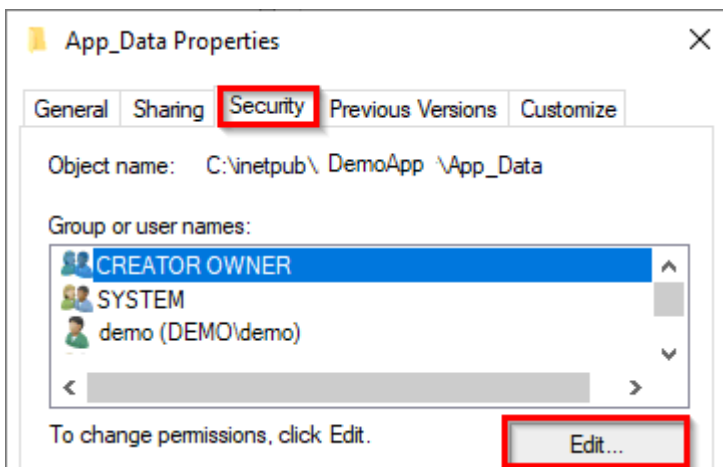 App_Data Properties
General Sharing Security Previous Versions Customize
Object name: C:\inetpub\ DemoApp \App_Data
Group or user names:
CREATOR OWNER
SYSTEM
demo (DEMO\demo)
To change permissions, click Edit.
Edit...